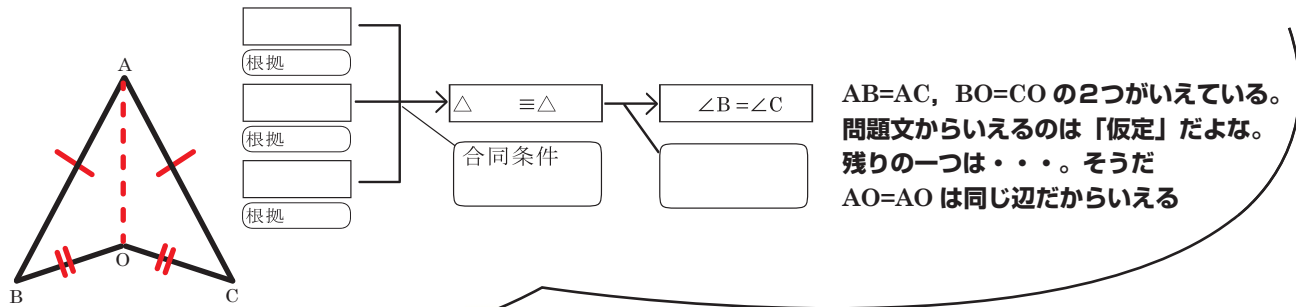 A
B
O
C
根拠
根拠
根拠
△　　≡△
合同条件
∠B＝∠C
AB=AC，BO=CO の２つがいえている。
問題文からいえるのは「仮定」だよな。
残りの一つは・・・。そうだ
AO=AO は同じ辺だからいえる